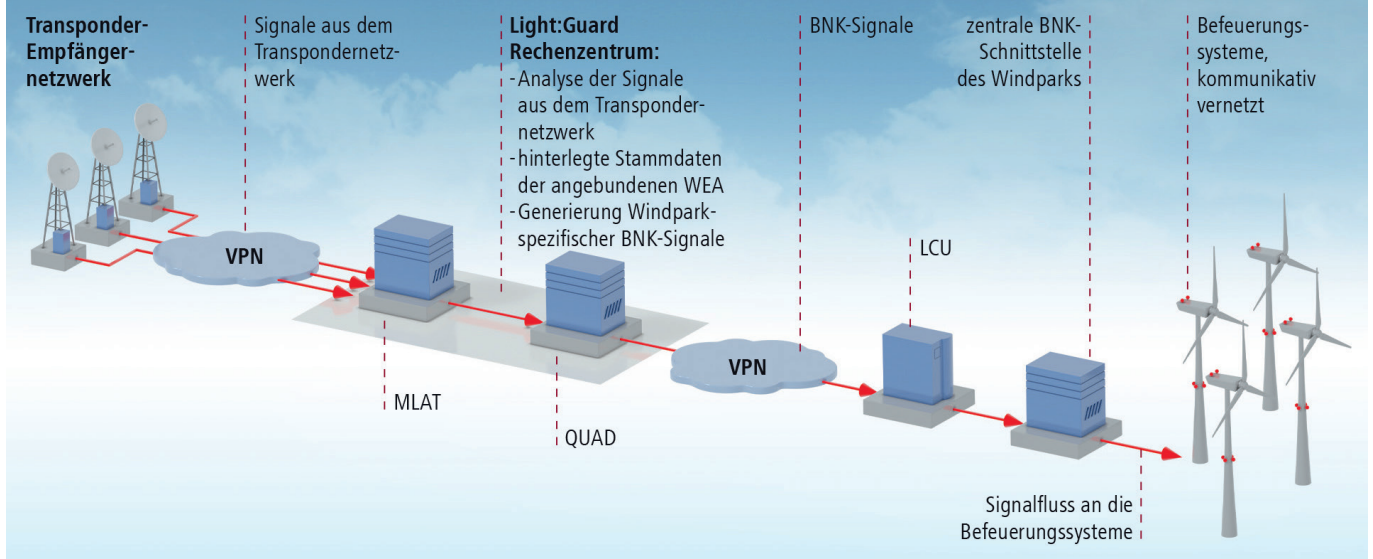 Transponder-
Empfänger-
netzwerk
Signale aus dem
Transpondernetz-
werk
Light:Guard
Rechenzentrum:
-Analyse der Signale
aus dem Transponder-
netzwerk
-hinterlegte Stammdaten
der angebundenen WEA
-Generierung Windpark-
spezifischer BNK-Signale
BNK-Signale
zentrale BNK-
Schnittstelle
des Windparks
Befeuerungs-
systeme,
kommunikativ
vernetzt
VPN
LCU
VPN
MLAT
QUAD
Signalfluss an die
Befeuerungssysteme